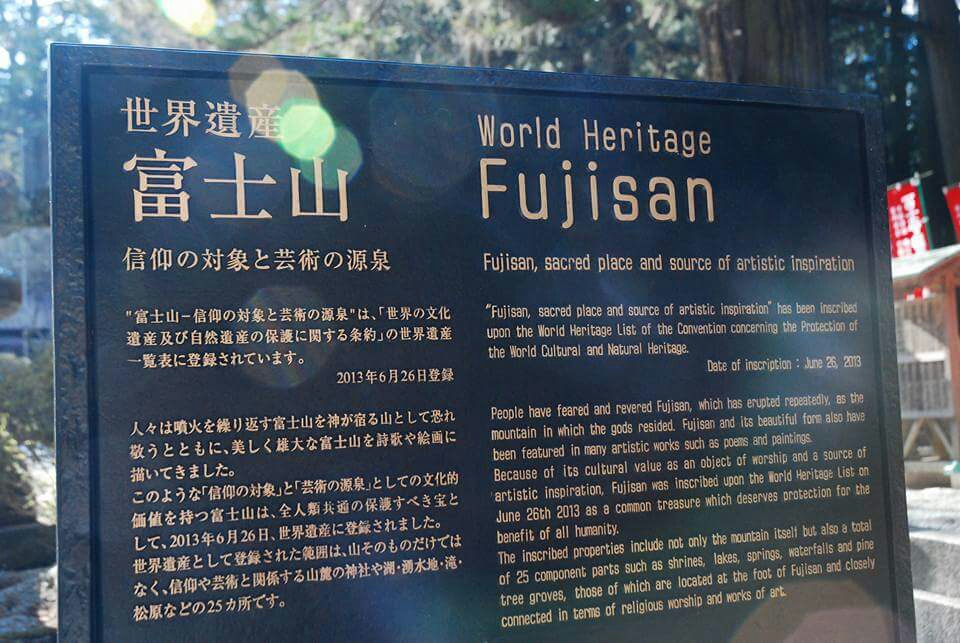 世界遺産
富士山
信仰の対象と芸術の源泉
"富士山－信仰の対象と芸術の源泉"は、「世界の文化
遺産及び自然遺産の保護に関する条約」の世界遺産
一覧表に登録されています。
2013年6月26日登録
人々は噴火を繰り返す富士山を神が宿る山として恐れ
敬うとともに、美しく雄大な富士山を詩歌や絵画に
描いてきました。
このような「信仰の対象」と「芸術の源泉」としての文化的
価値を持つ富士山は、全人類共通の保護すべき宝と
して、2013年6月26日、世界遺産に登録されました。
世界遺産として登録された範囲は、山そのものだけでは
なく、信仰や芸術と関係する山麓の神社や湖・湧水地・滝・
松原などの25カ所です。
World Heritage
Fujisan
Fujisan, sacred place and source of artistic inspiration
"Fujisan, sacred place and source of artistic inspiration" has been inscribed
upon the World Heritage List of the Convention concerning the Protection of
the World Cultural and Natural Heritage.
Date of inscription : June 26, 2013
People have feared and revered Fujisan, which has erupted repeatedly, as the
mountain in which the gods resided. Fujisan and its beautiful form also have
been featured in many artistic works such as poems and paintings.
Because of its cultural value as an object of worship and a source of
artistic inspiration, Fujisan was inscribed upon the World Heritage List on
June 26th 2013 as a common treasure which deserves protection for the
benefit of all humanity.
The inscribed properties include not only the mountain itself but also a total
of 25 component parts such as shrines, lakes, springs, waterfalls and pine
tree groves, those of which are located at the foot of Fujisan and closely
connected in terms of religious worship and works of art.